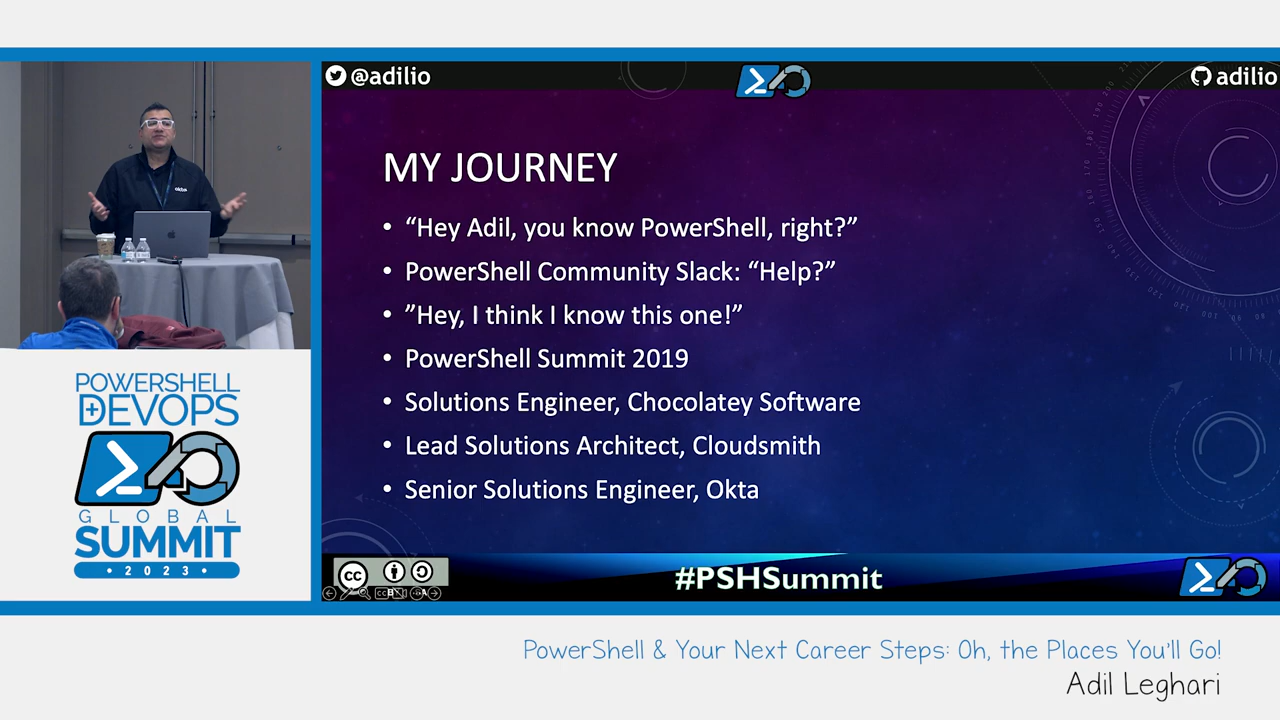 @adilio
adilio
MY JOURNEY
• “Hey Adil, you know PowerShell, right?”
• PowerShell Community Slack: “Help?”
• ”Hey, I think I know this one!”
• PowerShell Summit 2019
• Solutions Engineer, Chocolatey Software
• Lead Solutions Architect, Cloudsmith
• Senior Solutions Engineer, Okta
okta
POWERSHELL
+DEVOPS
GLOBAL
SUMMIT
• 2023 •
cc
#PSHSummit
PowerShell & Your Next Career Steps: Oh, the Places You'll Go!
Adil Leghari